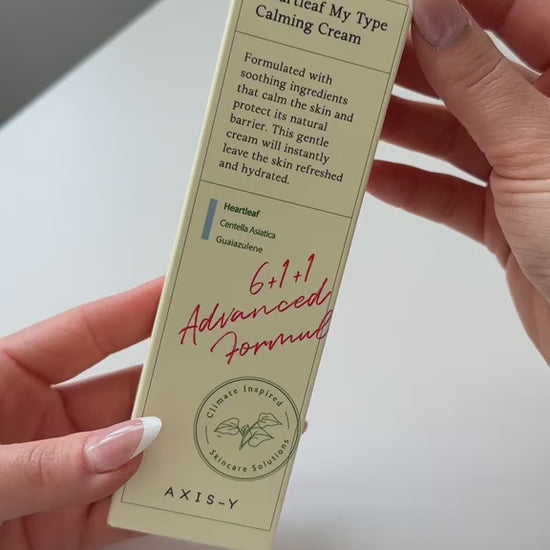 My Type
Calming Cream
Formulated with
soothing ingredients
that calm the skin and
protect its natural
barrier. This gentle
cream will instantly
leave the skin refreshed
and hydrated.
Heartleaf
Centella Asiatica
Guaiazulene
6+1+1
Advanced
Climate Inspired
Skincare Solutions
AXIS-Y